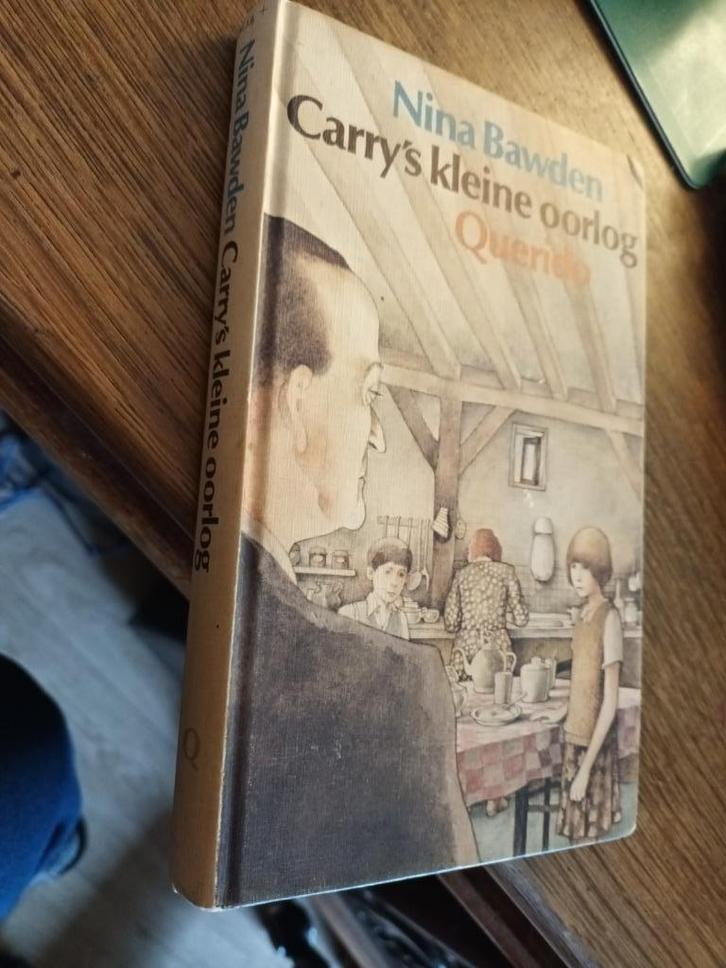 Nina Bawden
Carry's kleine oorlog
Querido
Nina Bawden Carry's kleine oorlog
Q